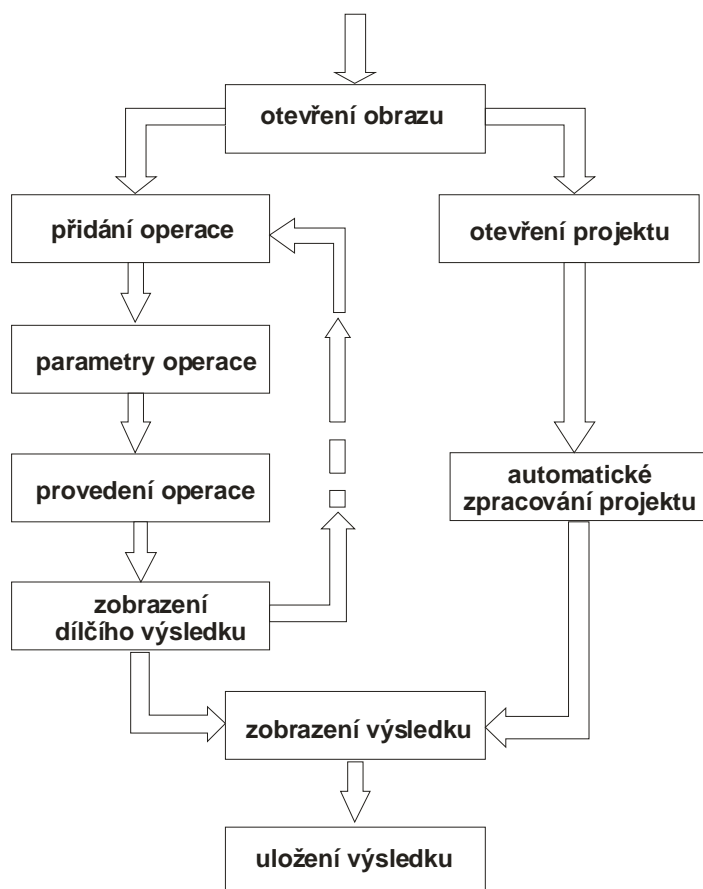 otevření obrazu
přidání operace
otevření projektu
parametry operace
provedení operace
automatické
zpracování projektu
zobrazení
dílčího výsledku
zobrazení výsledku
uložení výsledku